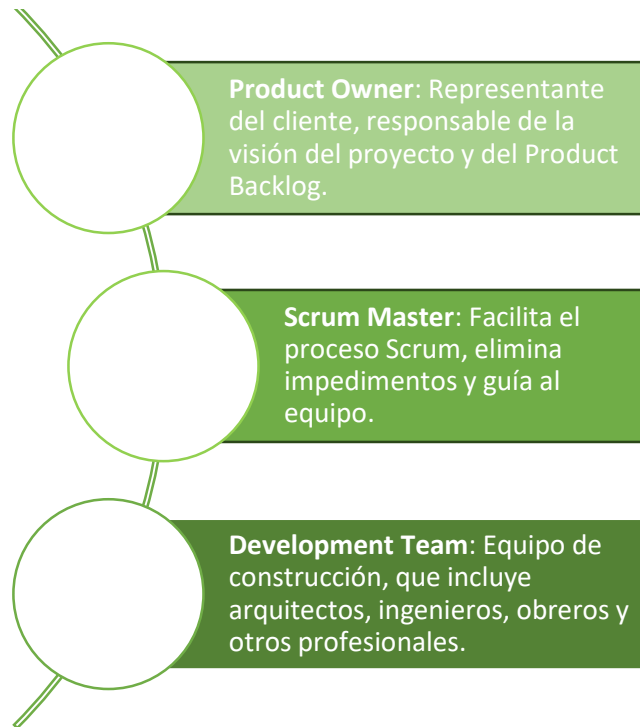 Product Owner: Representante
del cliente, responsable de la
visión del proyecto y del Product
Backlog.
Scrum Master: Facilita el
proceso Scrum, elimina
impedimentos y guía al
equipo.
Development Team: Equipo de
construcción, que incluye
arquitectos, ingenieros, obreros y
otros profesionales.